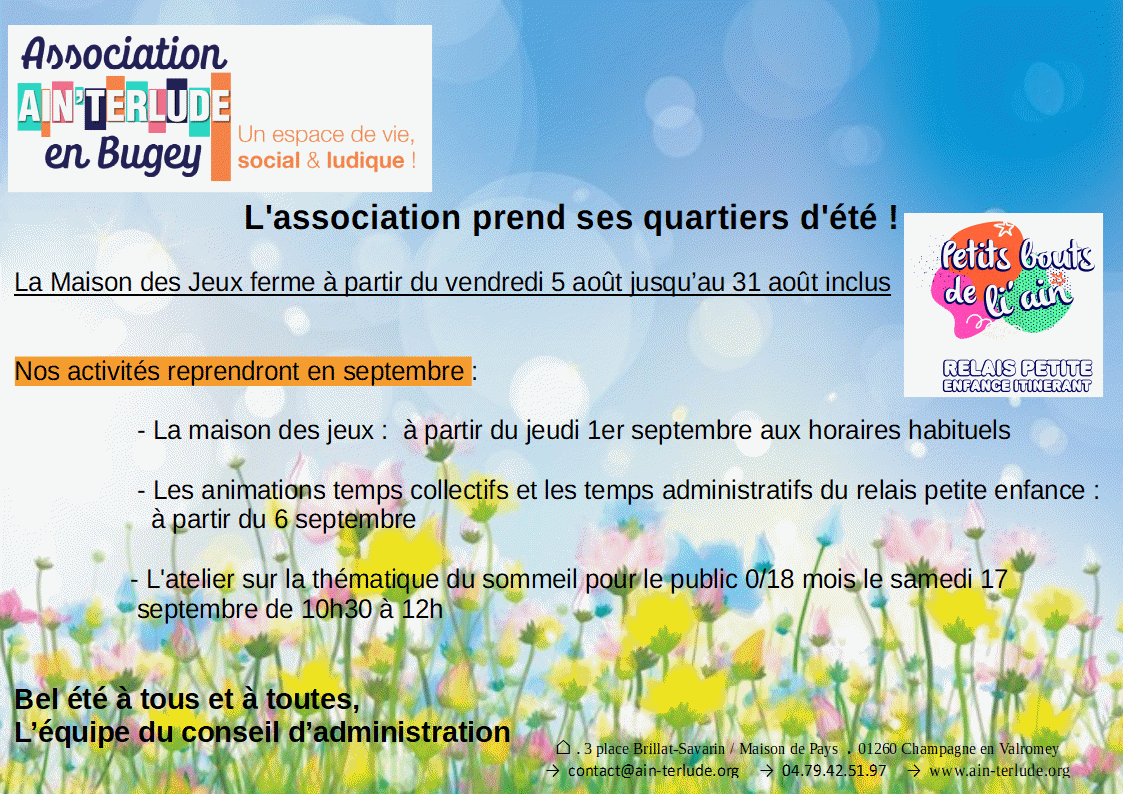 Association
AIN'TERLUDE
en Bugey
Un espace de vie,
social & ludique !
L'association prend ses quartiers d'été !
Petits bouts
de li'ain
RELAIS PETITE
ENFANCE ITINERANT
La Maison des Jeux ferme à partir du vendredi 5 août jusqu’au 31 août inclus
Nos activités reprendront en septembre :
- La maison des jeux :  à partir du jeudi 1er septembre aux horaires habituels
- Les animations temps collectifs et les temps administratifs du relais petite enfance :
à partir du 6 septembre
- L'atelier sur la thématique du sommeil pour le public 0/18 mois le samedi 17
septembre de 10h30 à 12h
Bel été à tous et à toutes,
L’équipe du conseil d’administration
. 3 place Brillat-Savarin / Maison de Pays . 01260 Champagne en Valromey
→ contact@ain-terlude.org → 04.79.42.51.97 → www.ain-terlude.org